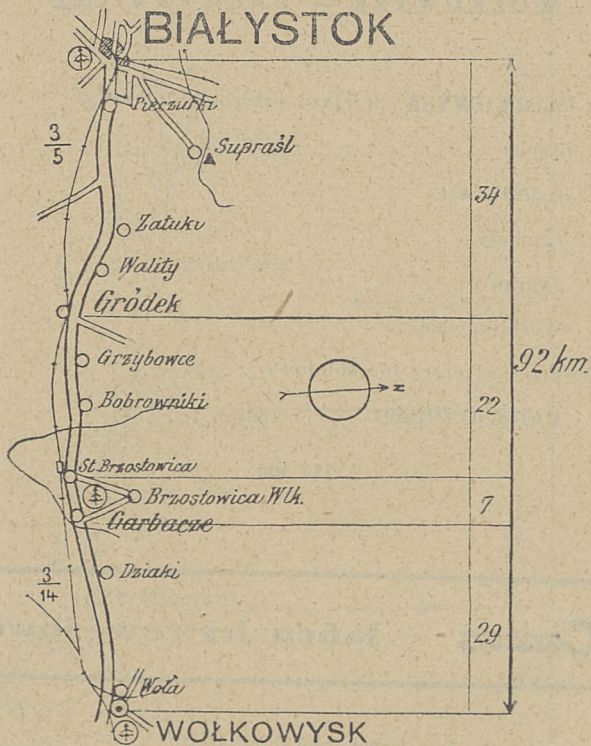 BIAŁYSTOK
Pieczurki
3/5
Supraśl
34
Załuki
Wality
Gródek
Grzybowce
92 km.
N
Bobrowniki
22
St. Brzostowica
Brzostowica Wlk.
7
Garbacze
Dziaki
3/14
29
Wola
WOŁKOWYSK